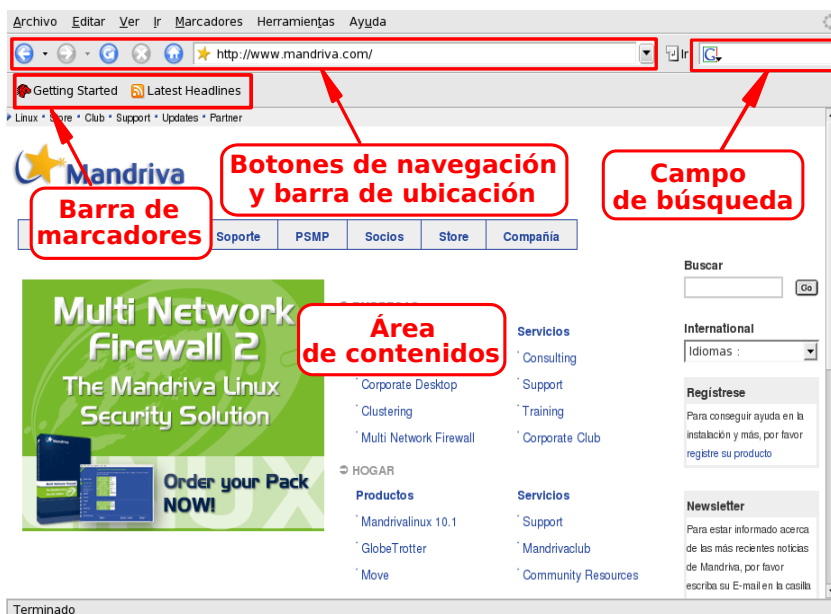 Archivo Editar Ver Ir Marcadores Herramientas Ayuda
http://www.mandriva.com/ Ir G
Getting Started Latest Headlines
Linux • Store • Club • Support • Updates • Partner
Mandriva
Botones de navegación
y barra de ubicación
Campo
de búsqueda
Barra de
marcadores
Soporte PSMP Socios Store Compañía
Buscar
Go
Multi Network
Firewall 2
The Mandriva Linux
Security Solution
Order your Pack
NOW!
Área
de contenidos
Servicios
Consulting
Corporate Desktop Support
Clustering Training
Multi Network Firewall Corporate Club
HOGAR
Productos Servicios
Mandrivalinux 10.1 Support
GlobeTrotter Mandrivaclub
Move Community Resources
International
Idiomas :
Regístrese
Para conseguir ayuda en la
instalación y más, por favor
registre su producto
Newsletter
Para estar informado acerca
de las más recientes noticias
de Mandriva, por favor
escriba su E-mail en la casilla
Terminado